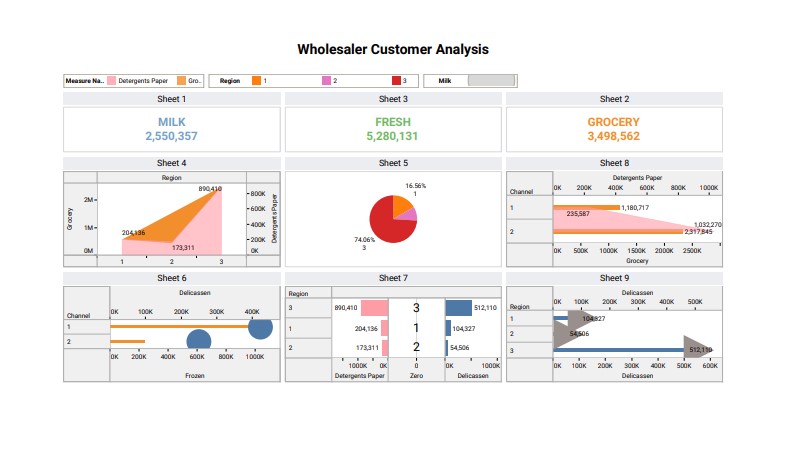 Wholesaler Customer Analysis
Measure Na.. Detergents Paper Gro.. Region 1 2 3 Milk
Sheet 1 Sheet 3 Sheet 2
MILK FRESH GROCERY
2,550,357 5,280,131 3,498,562
Sheet 4
Region
Grocery
2M
1M
0M
890,410
204,136
173,311
800K
600K
400K
200K
0K
Detergents Paper
1 2 3
Sheet 5
16.56%
1
74.06%
3
Sheet 8
Detergents Paper
Channel
0K 200K 400K 600K 800K 1000K
1 1,180,717
235,587
1,032,270
2 2,317,845
0K 500K 1000K 1500K 2000K 2500K
Grocery
Sheet 6
Delicassen
Channel
0K 100K 200K 300K 400K
1
2
0K 200K 400K 600K 800K 1000K
Frozen
Sheet 7
Region
3 890,410 3 512,110
1 204,136 1 104,327
2 173,311 2 54,506
1000K 0K 0 0K 1000K
Detergents Paper Zero Delicassen
Sheet 9
Delicassen
Region
0K 100K 200K 300K 400K 500K
1 104,327
2 54,506
3 512,110
0K 100K 200K 300K 400K 500K 600K
Delicassen